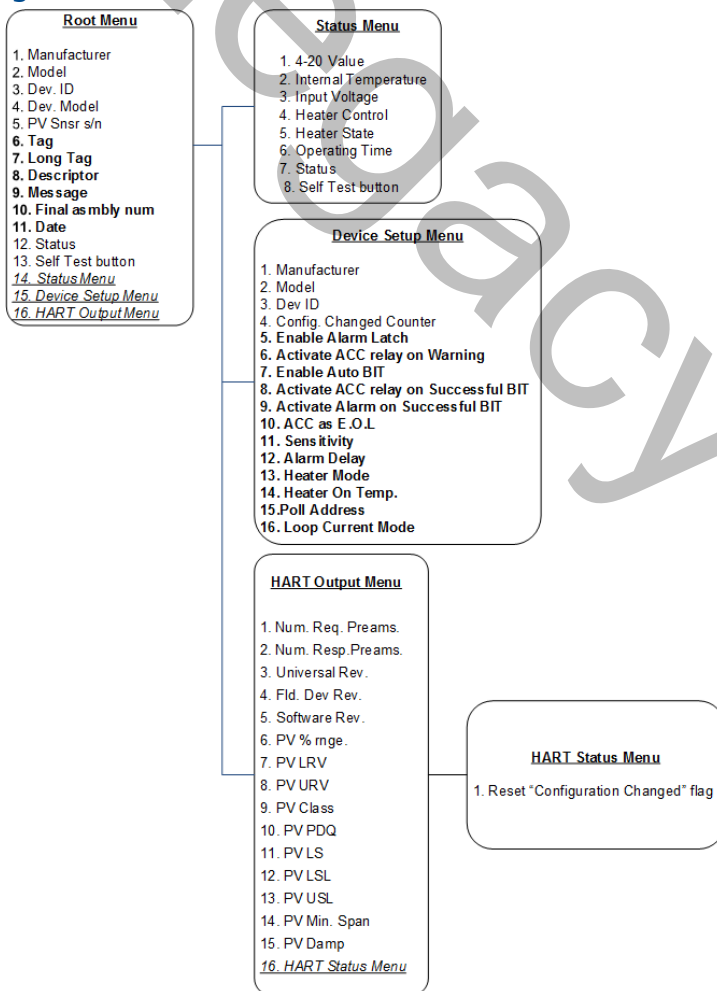 Root Menu
1. Manufacturer
2. Model
3. Dev. ID
4. Dev. Model
5. PV Snsr s/n
6. Tag
7. Long Tag
8. Descriptor
9. Message
10. Final asmbly num
11. Date
12. Status
13. Self Test button
14. Status Menu
15. Device Setup Menu
16. HART Output Menu
Status Menu
1. 4-20 Value
2. Internal Temperature
3. Input Voltage
4. Heater Control
5. Heater State
6. Operating Time
7. Status
8. Self Test button
Device Setup Menu
1. Manufacturer
2. Model
3. Dev ID
4. Config. Changed Counter
5. Enable Alarm Latch
6. Activate ACC relay on Warning
7. Enable Auto BIT
8. Activate ACC relay on Successful BIT
9. Activate Alarm on Successful BIT
10. ACC as E.O.L
11. Sensitivity
12. Alarm Delay
13. Heater Mode
14. Heater On Temp.
15.Poll Address
16. Loop Current Mode
HART Output Menu
1. Num. Req. Preams.
2. Num. Resp.Preams.
3. Universal Rev.
4. Fld. Dev Rev.
5. Software Rev.
6. PV % rnge.
7. PV LRV
8. PV URV
9. PV Class
10. PV PDQ
11. PV LS
12. PV LSL
13. PV USL
14. PV Min. Span
15. PV Damp
16. HART Status Menu
HART Status Menu
1. Reset “Configuration Changed” flag
egacy